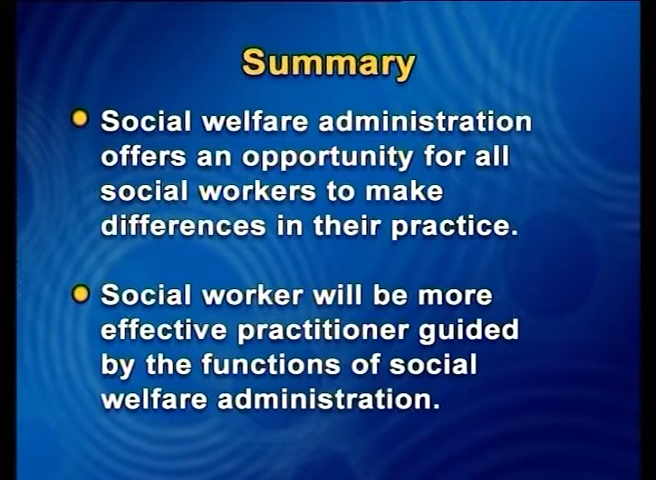 Summary
Social welfare administration
offers an opportunity for all
social workers to make
differences in their practice.
Social worker will be more
effective practitioner guided
by the functions of social
welfare administration.